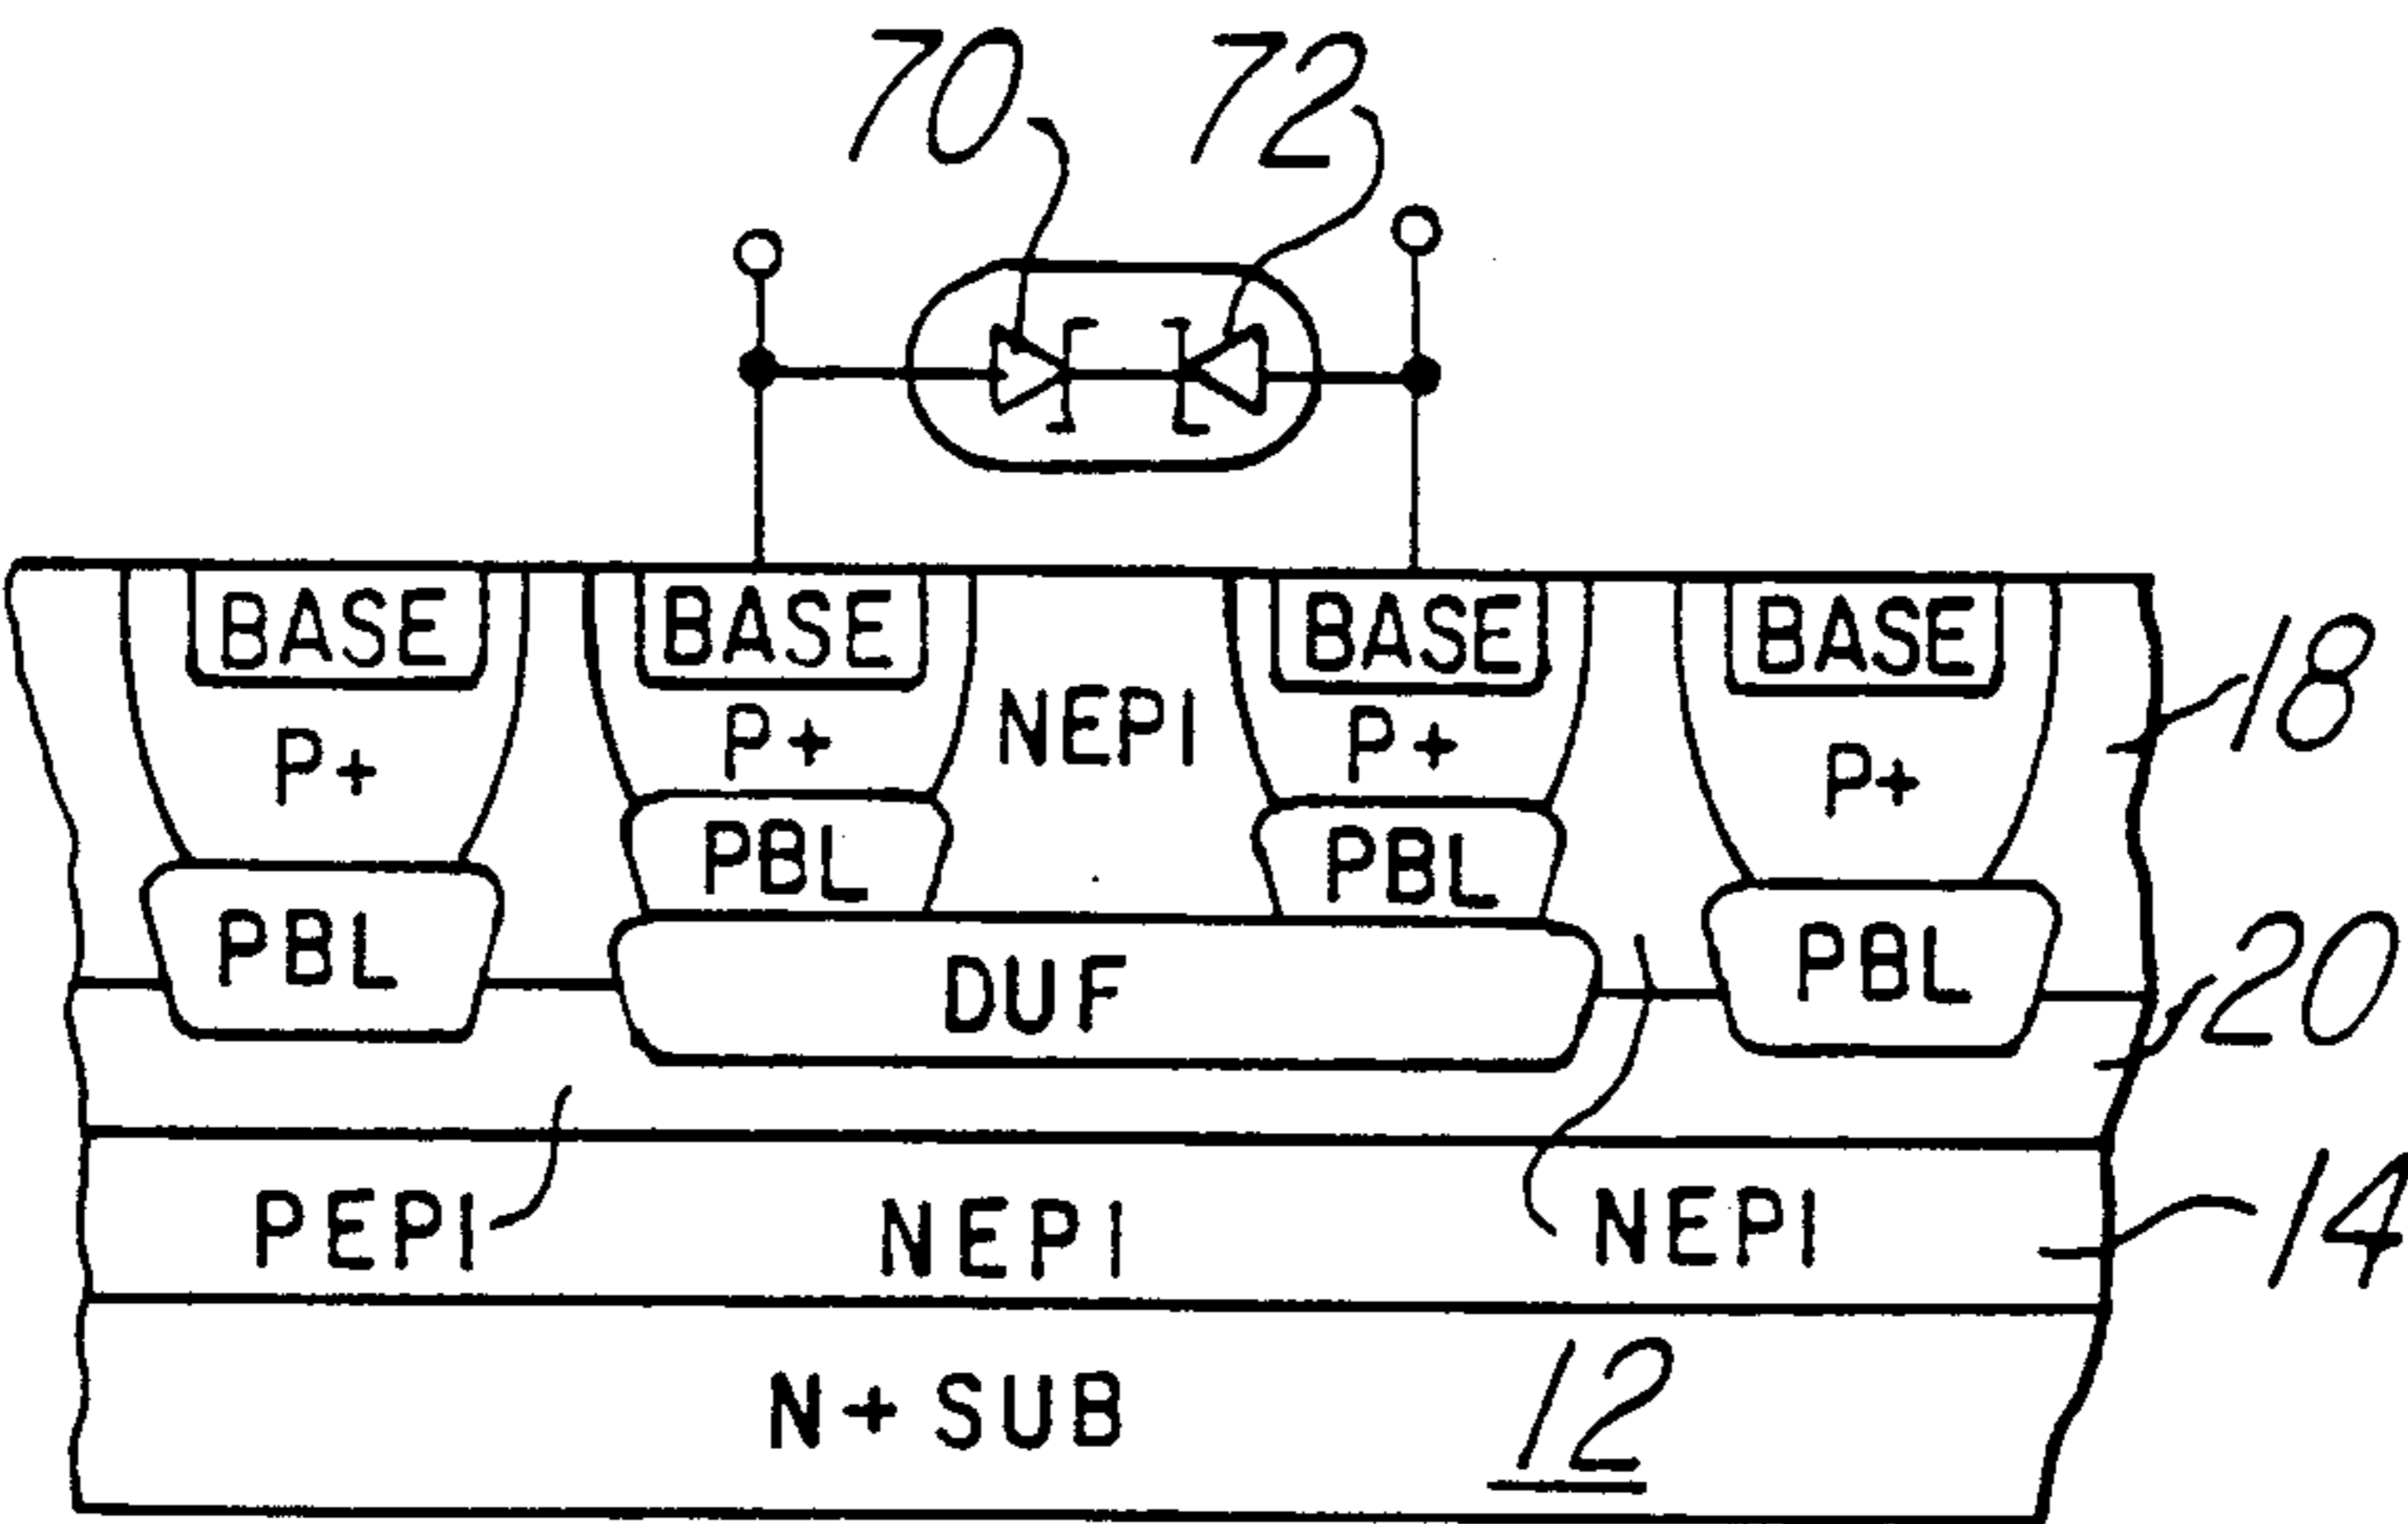 70 72
BASE BASE BASE BASE
18
P+ P+ NEPI P+ P+
PBL PBL
PBL DUF PBL
20
PEPI NEPI NEPI
14
N+ SUB 12